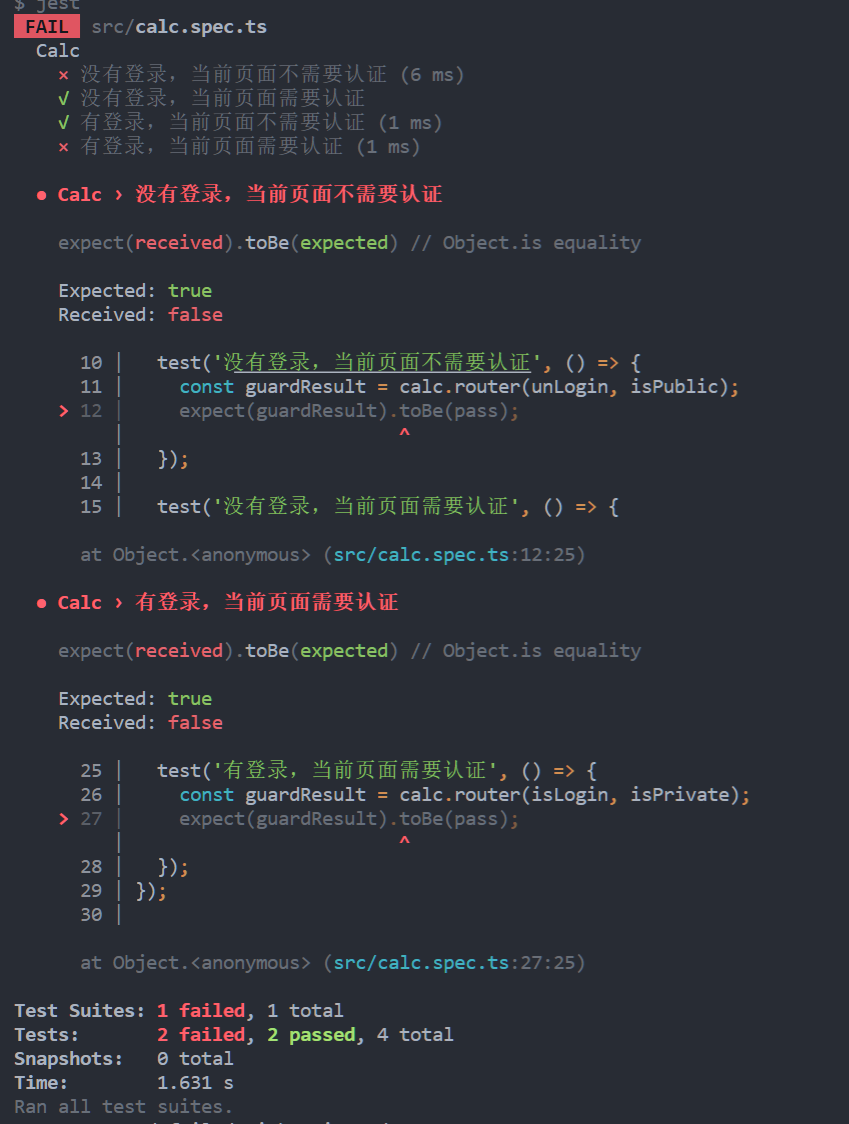 $ jest
FAIL src/calc.spec.ts
Calc
× 没有登录，当前页面不需要认证 (6 ms)
√ 没有登录，当前页面需要认证
√ 有登录，当前页面不需要认证 (1 ms)
× 有登录，当前页面需要认证 (1 ms)
● Calc › 没有登录，当前页面不需要认证
expect(received).toBe(expected) // Object.is equality
Expected: true
Received: false
10 |   test('没有登录，当前页面不需要认证', () => {
11 |     const guardResult = calc.router(unLogin, isPublic);
> 12 |     expect(guardResult).toBe(pass);
|                         ^
13 |   });
14 |
15 |   test('没有登录，当前页面需要认证', () => {
at Object.<anonymous> (src/calc.spec.ts:12:25)
● Calc › 有登录，当前页面需要认证
expect(received).toBe(expected) // Object.is equality
Expected: true
Received: false
25 |   test('有登录，当前页面需要认证', () => {
26 |     const guardResult = calc.router(isLogin, isPrivate);
> 27 |     expect(guardResult).toBe(pass);
|                         ^
28 |   });
29 | });
30 |
at Object.<anonymous> (src/calc.spec.ts:27:25)
Test Suites: 1 failed, 1 total
Tests:       2 failed, 2 passed, 4 total
Snapshots:   0 total
Time:        1.631 s
Ran all test suites.